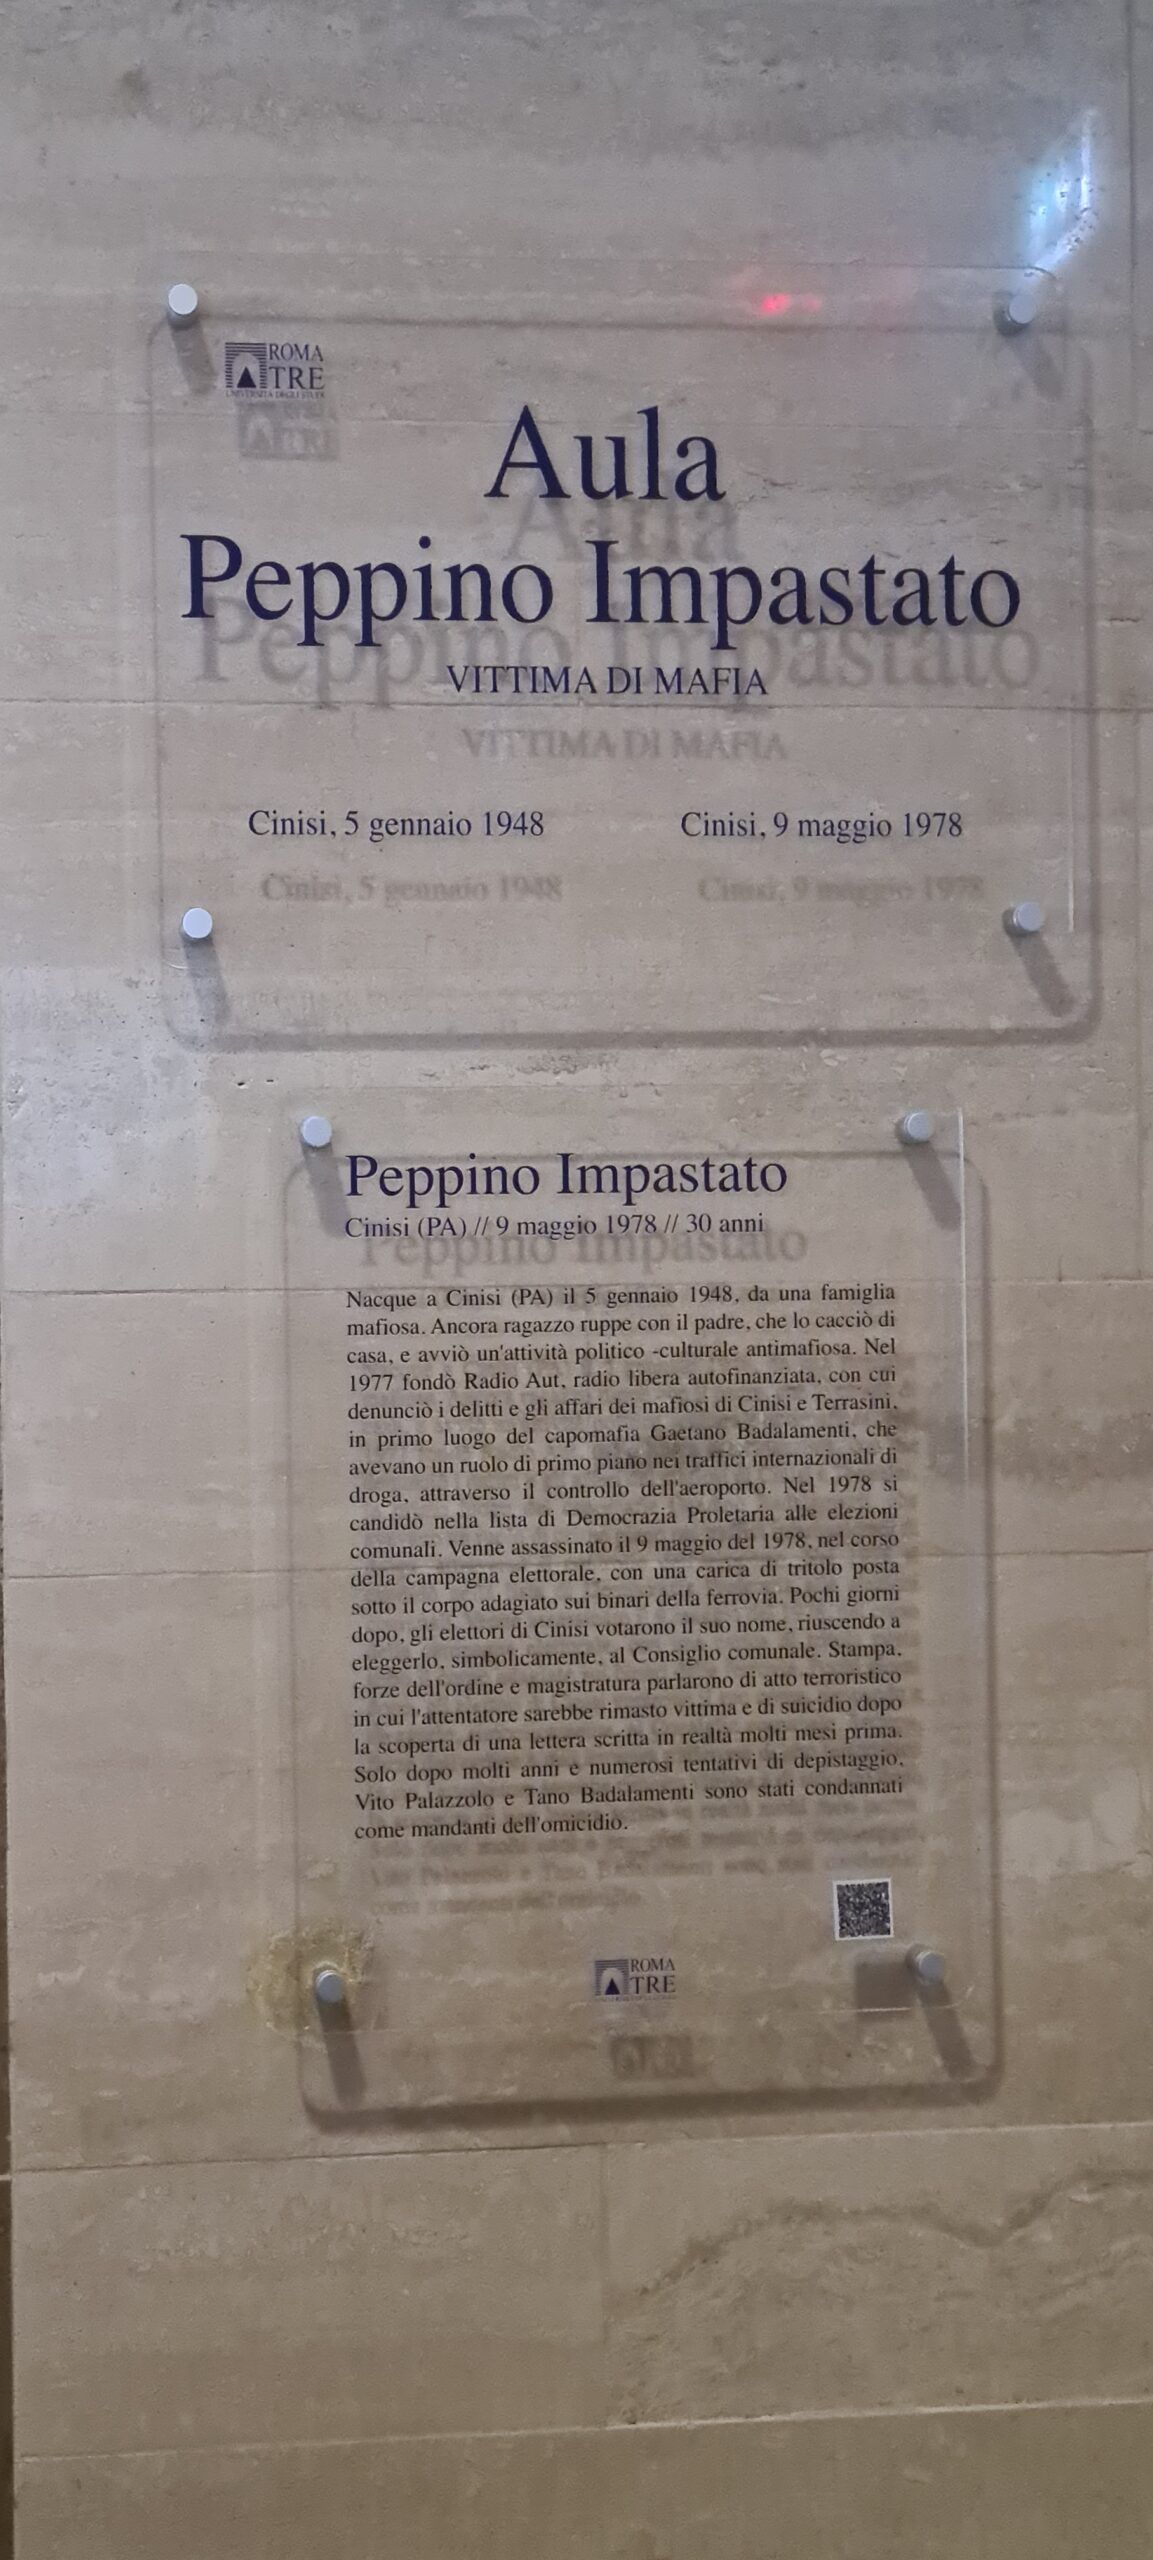 ROMA
TRE
UNIVERSITÀ DEGLI STUDI
Aula
Peppino Impastato
VITTIMA DI MAFIA
Cinisi, 5 gennaio 1948 Cinisi, 9 maggio 1978
Peppino Impastato
Cinisi (PA) // 9 maggio 1978 // 30 anni
Nacque a Cinisi (PA) il 5 gennaio 1948, da una famiglia
mafiosa. Ancora ragazzo ruppe con il padre, che lo cacciò di
casa, e avviò un'attività politico -culturale antimafiosa. Nel
1977 fondò Radio Aut, radio libera autofinanziata, con cui
denunciò i delitti e gli affari dei mafiosi di Cinisi e Terrasini,
in primo luogo del capomafia Gaetano Badalamenti, che
avevano un ruolo di primo piano nei traffici internazionali di
droga, attraverso il controllo dell'aeroporto. Nel 1978 si
candidò nella lista di Democrazia Proletaria alle elezioni
comunali. Venne assassinato il 9 maggio del 1978, nel corso
della campagna elettorale, con una carica di tritolo posta
sotto il corpo adagiato sui binari della ferrovia. Pochi giorni
dopo, gli elettori di Cinisi votarono il suo nome, riuscendo a
eleggerlo, simbolicamente, al Consiglio comunale. Stampa,
forze dell'ordine e magistratura parlarono di atto terroristico
in cui l'attentatore sarebbe rimasto vittima e di suicidio dopo
la scoperta di una lettera scritta in realtà molti mesi prima.
Solo dopo molti anni e numerosi tentativi di depistaggio,
Vito Palazzolo e Tano Badalamenti sono stati condannati
come mandanti dell'omicidio.
ROMA
TRE